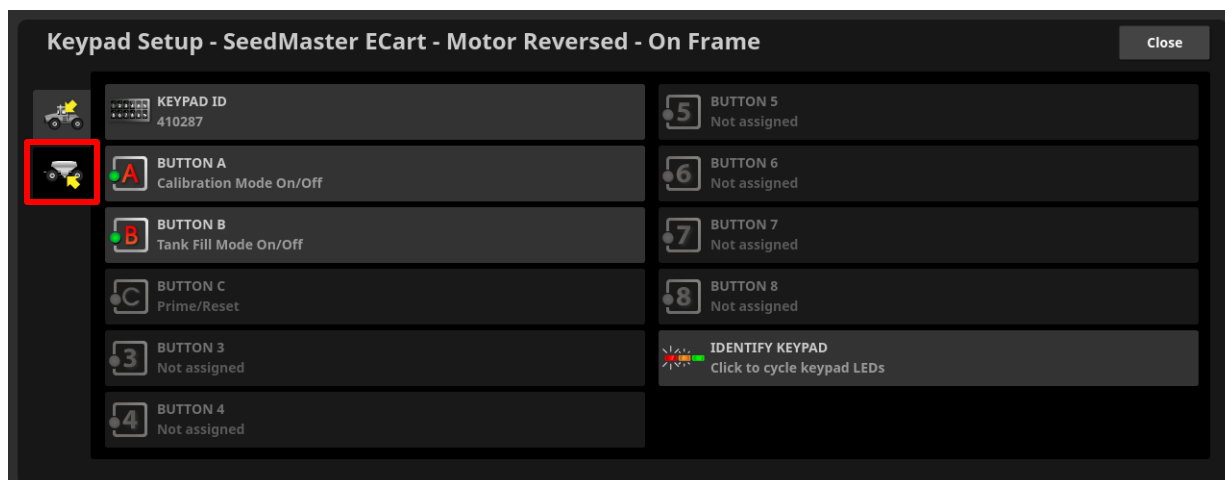 Keypad Setup - SeedMaster ECart - Motor Reversed - On Frame
Close
KEYPAD ID
410287
A
BUTTON A
Calibration Mode On/Off
B
BUTTON B
Tank Fill Mode On/Off
C
BUTTON C
Prime/Reset
3
BUTTON 3
Not assigned
4
BUTTON 4
Not assigned
5
BUTTON 5
Not assigned
6
BUTTON 6
Not assigned
7
BUTTON 7
Not assigned
8
BUTTON 8
Not assigned
IDENTIFY KEYPAD
Click to cycle keypad LEDs